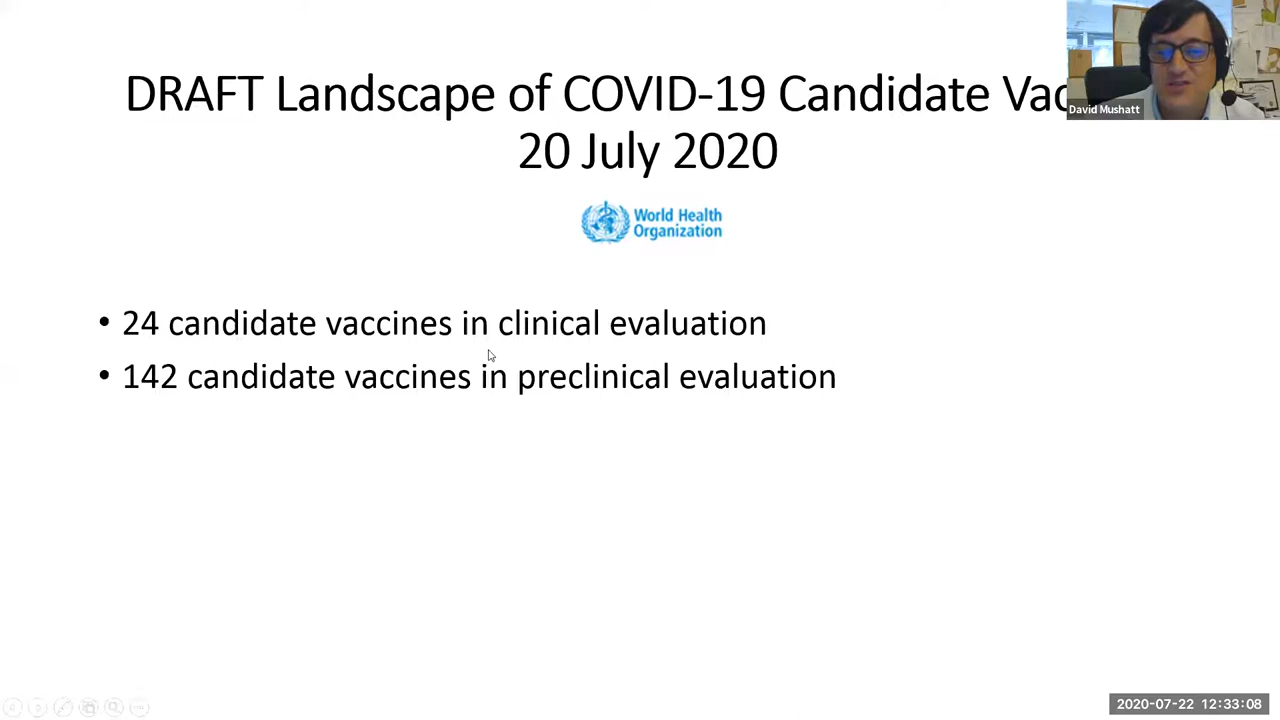 DRAFT Landscape of COVID-19 Candidate
20 July 2020
World Health
Organization
• 24 candidate vaccines in clinical evaluation
• 142 candidate vaccines in preclinical evaluation
David Mushatt
2020-07-22 12:33:08